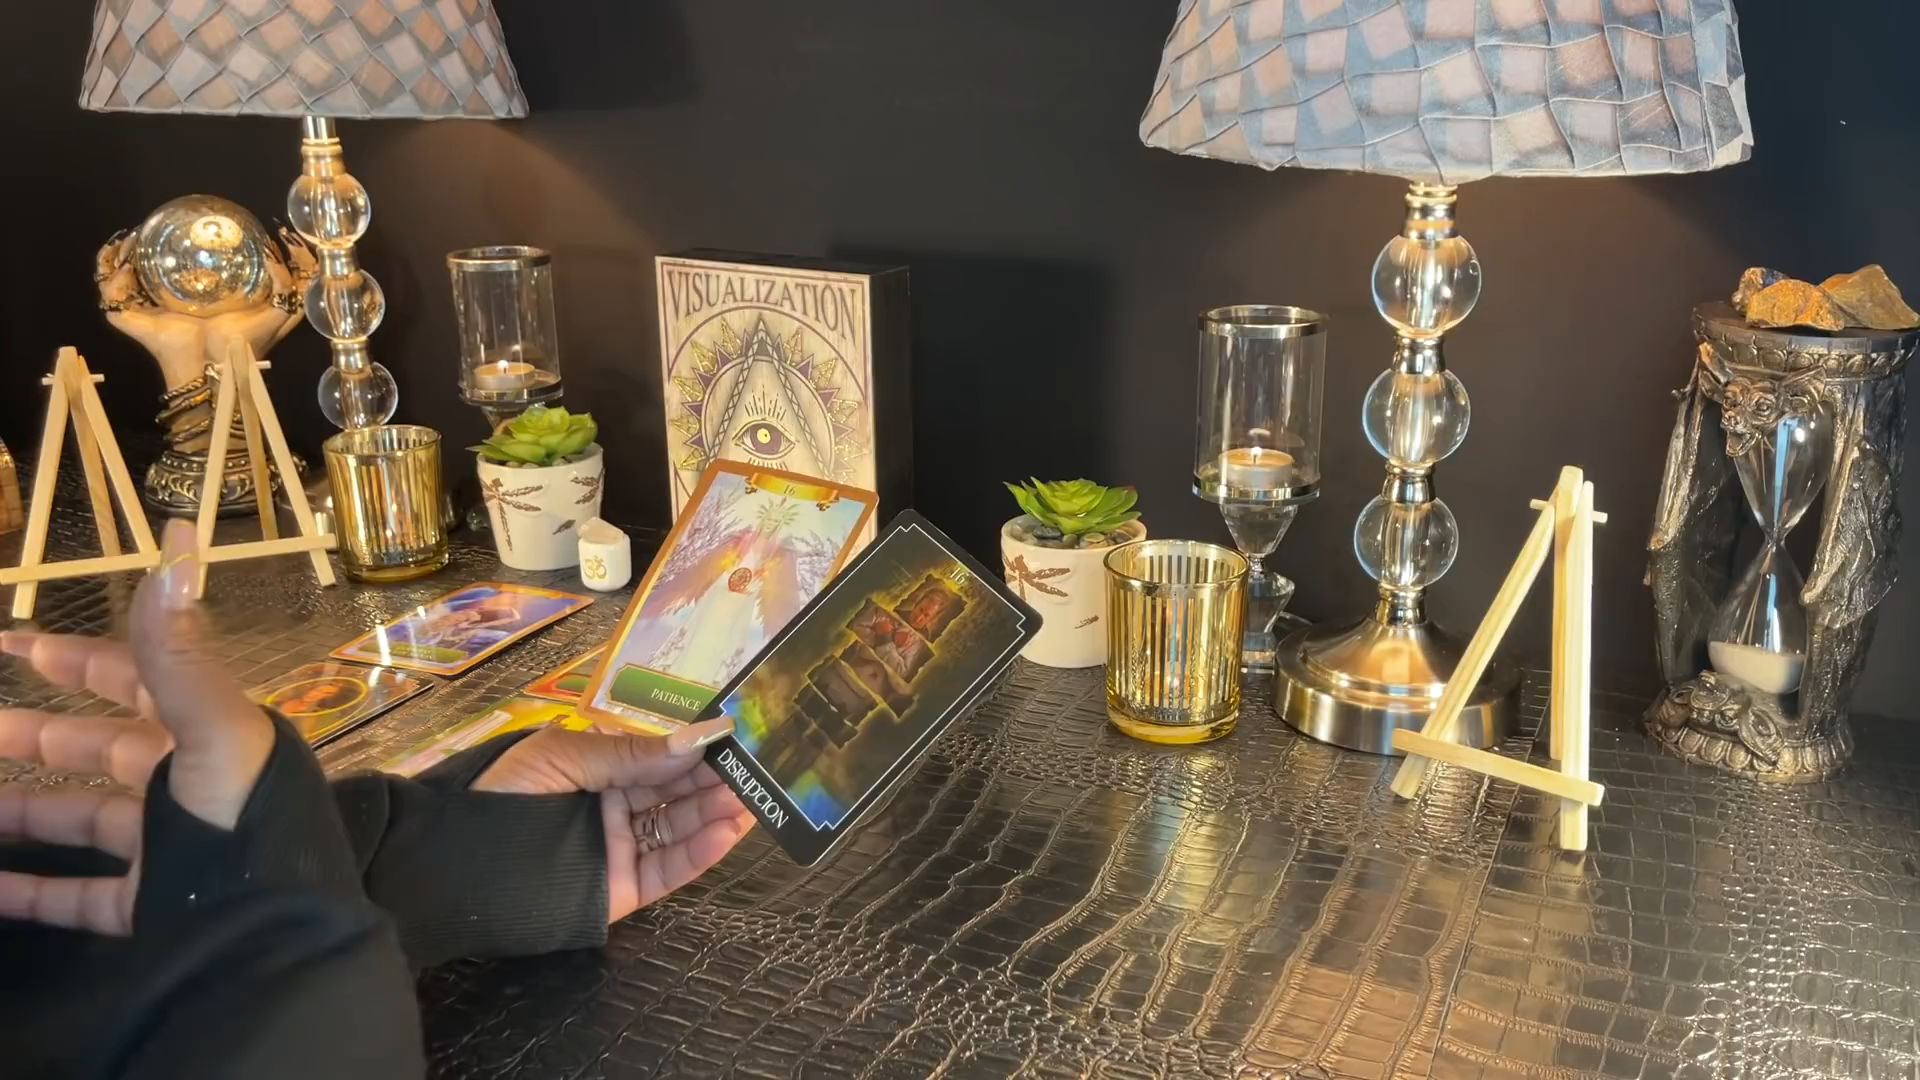 VISUALIZATION
16
PATIENCE
16
DISRUPTION
ॐ